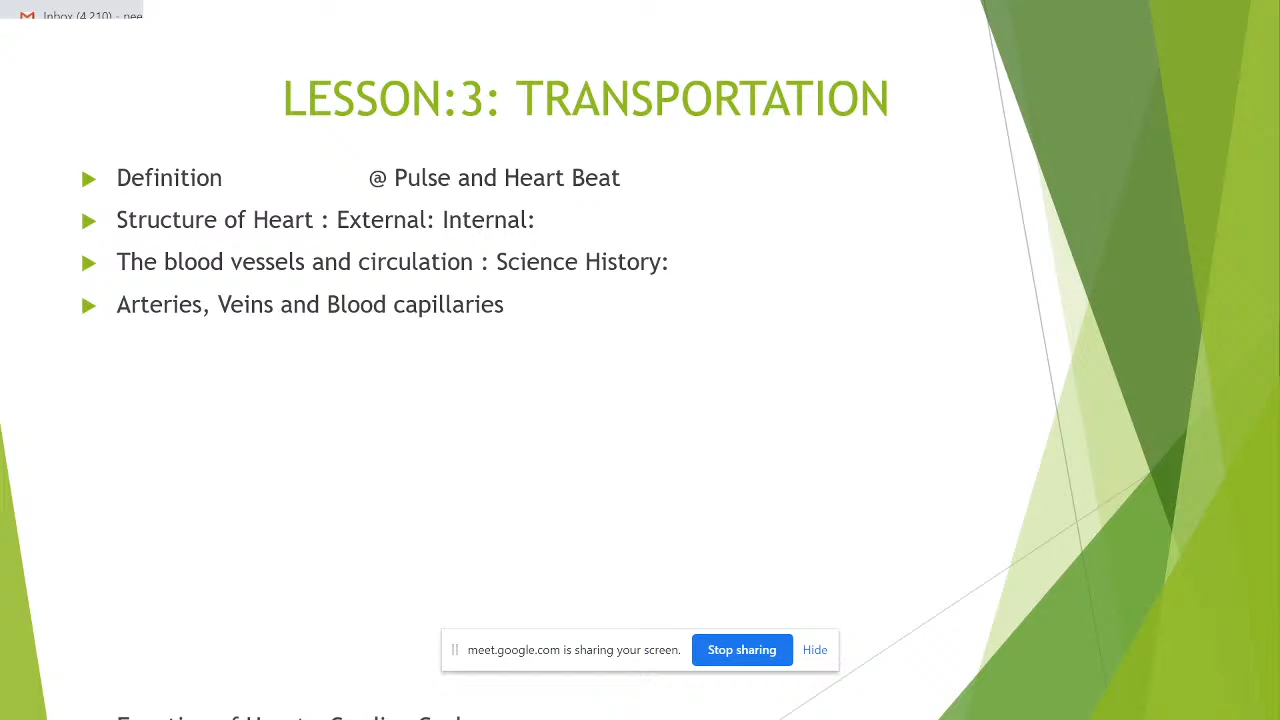 Inbox (4,210) - nee
LESSON:3: TRANSPORTATION
Definition @ Pulse and Heart Beat
Structure of Heart : External: Internal:
The blood vessels and circulation : Science History:
Arteries, Veins and Blood capillaries
meet.google.com is sharing your screen. Stop sharing Hide